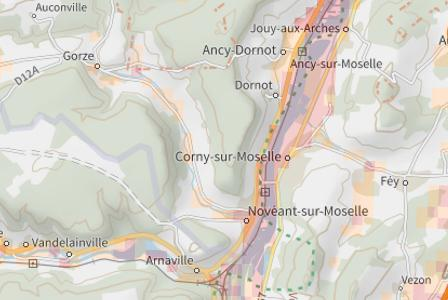 Auconville
Jouy-aux-Arches
Gorze
Ancy-Dornot
Ancy-sur-Moselle
D12A
Dornot
Corny-sur-Moselle
Féy
Novéant-sur-Moselle
Vandelainville
Arnaville
Vezon